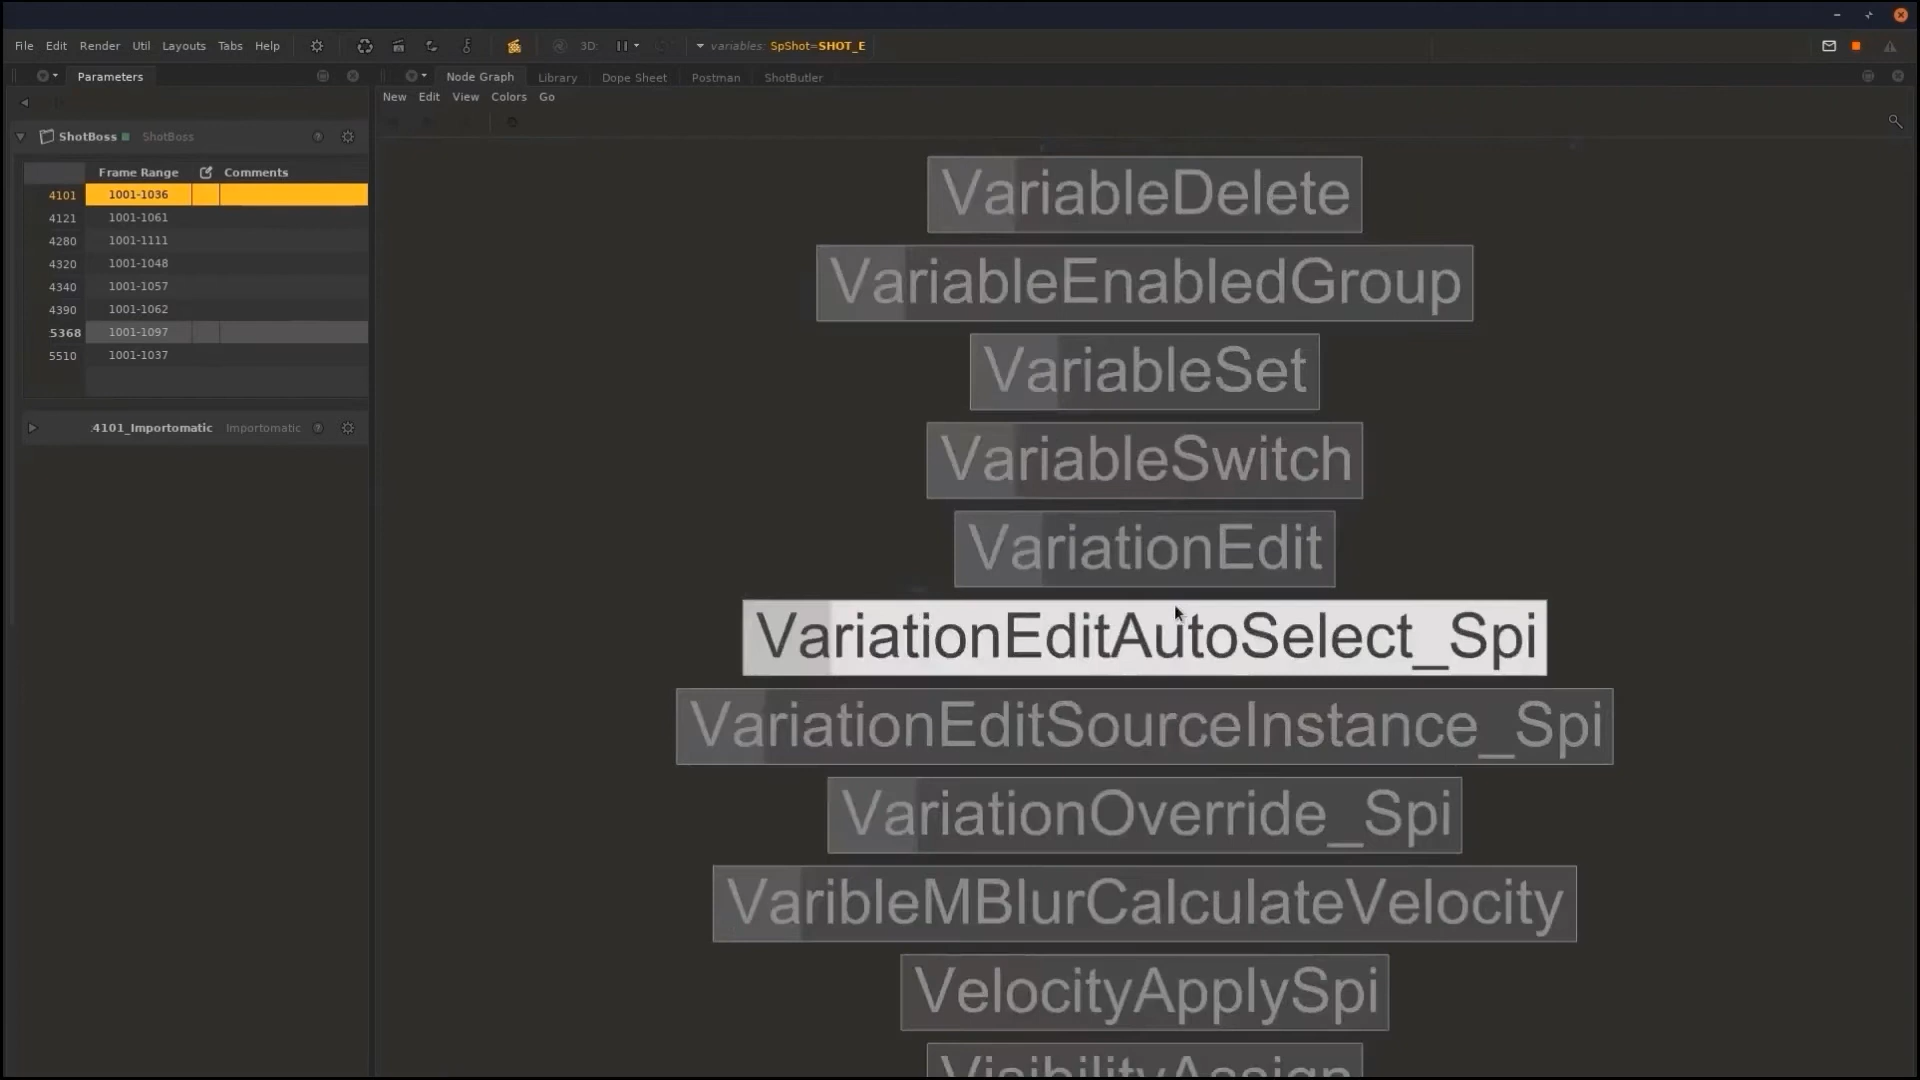 File Edit Render Util Layouts Tabs Help 3D: variables: SpShot=SHOT_E
Parameters
Node Graph Library Dope Sheet Postman ShotButler
New Edit View Colors Go
ShotBoss ShotBoss
Frame Range Comments
4101 1001-1036
4121 1001-1061
4280 1001-1111
4320 1001-1048
4340 1001-1057
4390 1001-1062
5368 1001-1097
5510 1001-1037
:4101_Importomatic Importomatic
VariableDelete
VariableEnabledGroup
VariableSet
VariableSwitch
VariationEdit
VariationEditAutoSelect_Spi
VariationEditSourceInstance_Spi
VariationOverride_Spi
VaribleMBlurCalculateVelocity
VelocityApplySpi
VisibilityAssign